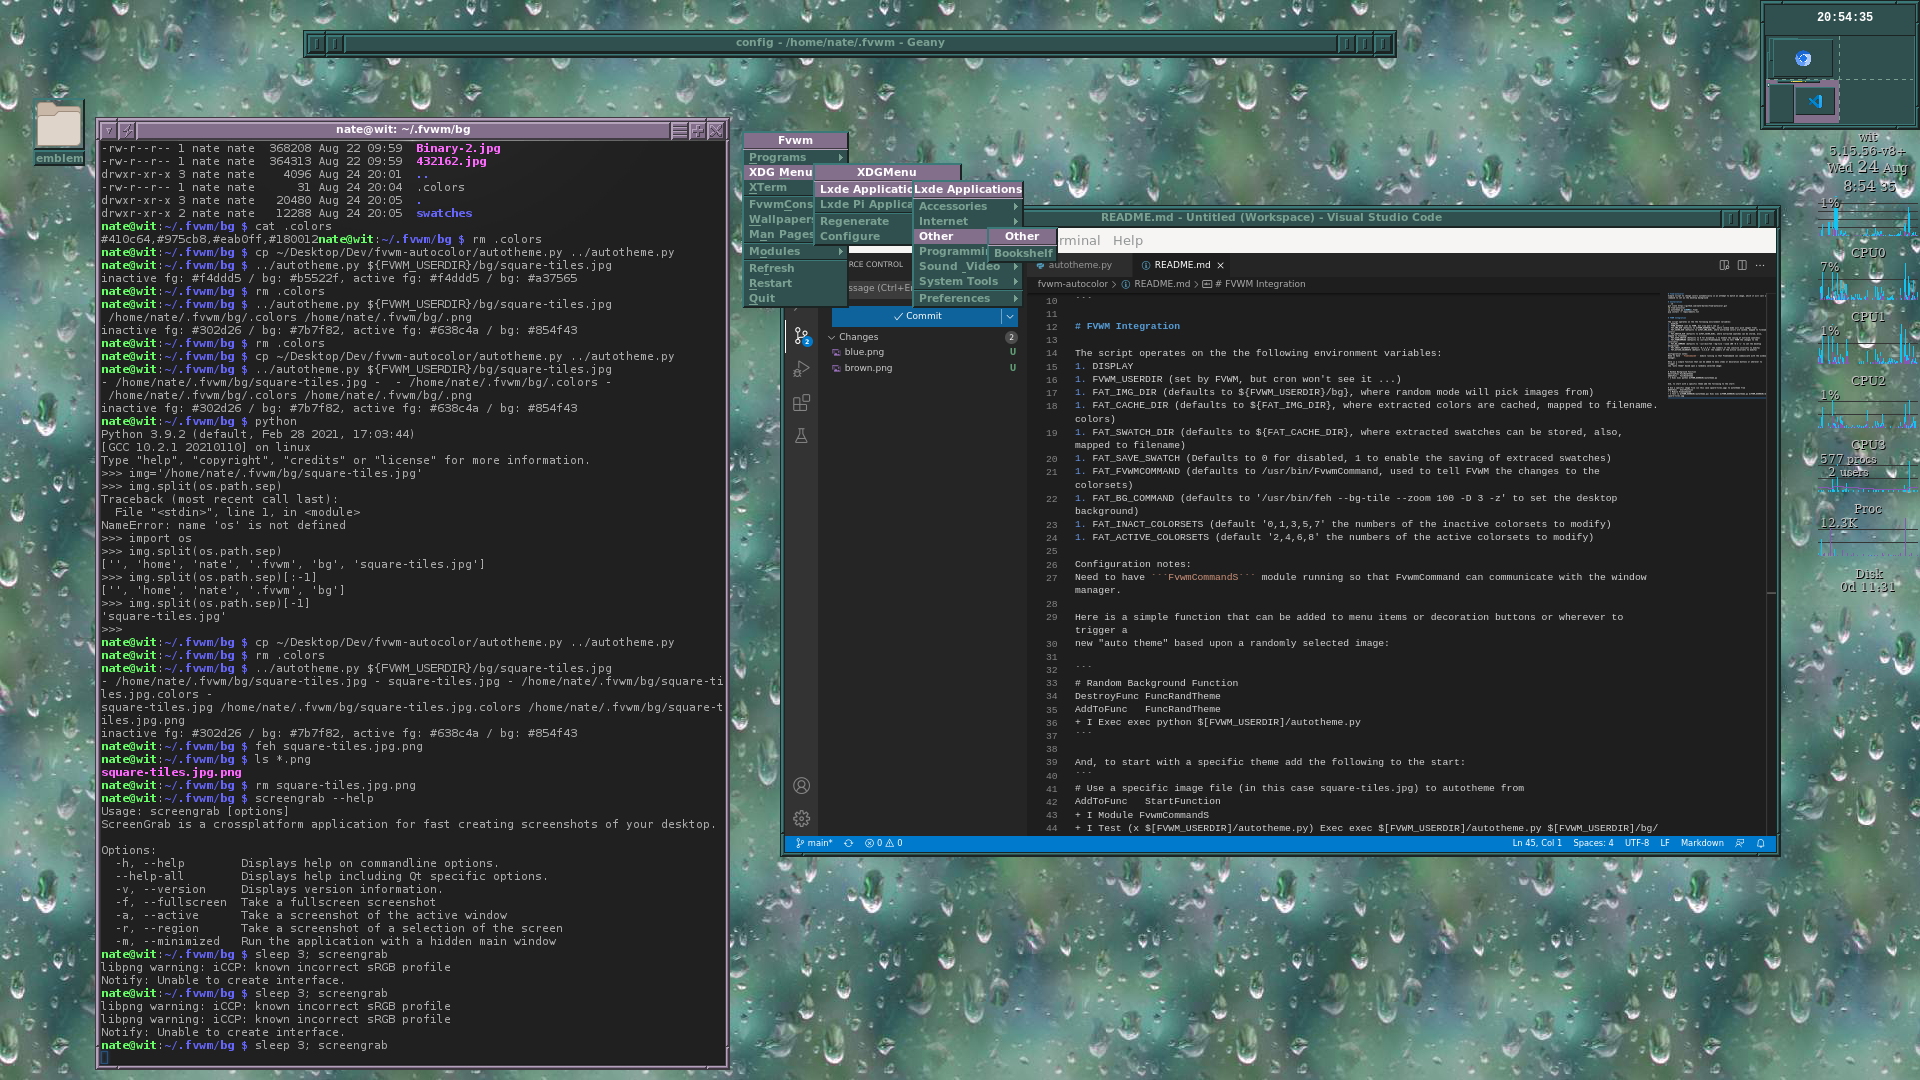 config - /home/nate/.fvwm - Geany
20:54:35
emblem
nate@wit: ~/.fvwm/bg
-rw-r--r-- 1 nate nate  368208 Aug 22 09:59  Binary-2.jpg
-rw-r--r-- 1 nate nate  364313 Aug 22 09:59  432162.jpg
drwxr-xr-x 3 nate nate    4096 Aug 24 20:01  ..
-rw-r--r-- 1 nate nate      31 Aug 24 20:04  .colors
drwxr-xr-x 3 nate nate   20480 Aug 24 20:05  .
drwxr-xr-x 2 nate nate   12288 Aug 24 20:05  swatches
nate@wit:~/.fvwm/bg $ cat .colors
#410c64,#975cb8,#eab0ff,#180012nate@wit:~/.fvwm/bg $ rm .colors
nate@wit:~/.fvwm/bg $ cp ~/Desktop/Dev/fvwm-autocolor/autotheme.py ../autotheme.py
nate@wit:~/.fvwm/bg $ ../autotheme.py ${FVWM_USERDIR}/bg/square-tiles.jpg
inactive fg: #f4ddd5 / bg: #b5522f, active fg: #f4ddd5 / bg: #a37565
nate@wit:~/.fvwm/bg $ rm .colors
nate@wit:~/.fvwm/bg $ ../autotheme.py ${FVWM_USERDIR}/bg/square-tiles.jpg
/home/nate/.fvwm/bg/.colors /home/nate/.fvwm/bg/.png
inactive fg: #302d26 / bg: #7b7f82, active fg: #638c4a / bg: #854f43
nate@wit:~/.fvwm/bg $ rm .colors
nate@wit:~/.fvwm/bg $ cp ~/Desktop/Dev/fvwm-autocolor/autotheme.py ../autotheme.py
nate@wit:~/.fvwm/bg $ ../autotheme.py ${FVWM_USERDIR}/bg/square-tiles.jpg
- /home/nate/.fvwm/bg/square-tiles.jpg -  - /home/nate/.fvwm/bg/.colors -
/home/nate/.fvwm/bg/.colors /home/nate/.fvwm/bg/.png
inactive fg: #302d26 / bg: #7b7f82, active fg: #638c4a / bg: #854f43
nate@wit:~/.fvwm/bg $ python
Python 3.9.2 (default, Feb 28 2021, 17:03:44)
[GCC 10.2.1 20210110] on linux
Type "help", "copyright", "credits" or "license" for more information.
>>> img='/home/nate/.fvwm/bg/square-tiles.jpg'
>>> img.split(os.path.sep)
Traceback (most recent call last):
  File "<stdin>", line 1, in <module>
NameError: name 'os' is not defined
>>> import os
>>> img.split(os.path.sep)
['', 'home', 'nate', '.fvwm', 'bg', 'square-tiles.jpg']
>>> img.split(os.path.sep)[:-1]
['', 'home', 'nate', '.fvwm', 'bg']
>>> img.split(os.path.sep)[-1]
'square-tiles.jpg'
>>>
nate@wit:~/.fvwm/bg $ cp ~/Desktop/Dev/fvwm-autocolor/autotheme.py ../autotheme.py
nate@wit:~/.fvwm/bg $ rm .colors
nate@wit:~/.fvwm/bg $ ../autotheme.py ${FVWM_USERDIR}/bg/square-tiles.jpg
- /home/nate/.fvwm/bg/square-tiles.jpg - square-tiles.jpg - /home/nate/.fvwm/bg/square-ti
les.jpg.colors -
square-tiles.jpg /home/nate/.fvwm/bg/square-tiles.jpg.colors /home/nate/.fvwm/bg/square-t
iles.jpg.png
inactive fg: #302d26 / bg: #7b7f82, active fg: #638c4a / bg: #854f43
nate@wit:~/.fvwm/bg $ feh square-tiles.jpg.png
nate@wit:~/.fvwm/bg $ ls *.png
square-tiles.jpg.png
nate@wit:~/.fvwm/bg $ rm square-tiles.jpg.png
nate@wit:~/.fvwm/bg $ screengrab --help
Usage: screengrab [options]
ScreenGrab is a crossplatform application for fast creating screenshots of your desktop.
Options:
  -h, --help        Displays help on commandline options.
  --help-all        Displays help including Qt specific options.
  -v, --version     Displays version information.
  -f, --fullscreen  Take a fullscreen screenshot
  -a, --active      Take a screenshot of the active window
  -r, --region      Take a screenshot of a selection of the screen
  -m, --minimized   Run the application with a hidden main window
nate@wit:~/.fvwm/bg $ sleep 3; screengrab
libpng warning: iCCP: known incorrect sRGB profile
Notify: Unable to create interface.
nate@wit:~/.fvwm/bg $ sleep 3; screengrab
libpng warning: iCCP: known incorrect sRGB profile
libpng warning: iCCP: known incorrect sRGB profile
Notify: Unable to create interface.
nate@wit:~/.fvwm/bg $ sleep 3; screengrab
Fvwm
Programs
XDG Menu
XTerm
FvwmCons
Wallpaper
Man Pages
Modules
Refresh
Restart
Quit
XDGMenu
Lxde Applicatio
Lxde Pi Applica
Regenerate
Configure
Lxde Applications
Accessories
Internet
Other
Programmi
Sound_Video
System Tools
Preferences
Other
Bookshelf
README.md - Untitled (Workspace) - Visual Studio Code
rminal Help
RCE CONTROL
ssage (Ctrl+En
Commit
Changes 2
blue.png U
brown.png U
2
autotheme.py
README.md
fvwm-autocolor > README.md > # FVWM Integration
10 ```
11
12 # FVWM Integration
13
14 The script operates on the the following environment variables:
15 1. DISPLAY
16 1. FVWM_USERDIR (set by FVWM, but cron won't see it ...)
17 1. FAT_IMG_DIR (defaults to ${FVWM_USERDIR}/bg}, where random mode will pick images from)
18 1. FAT_CACHE_DIR (defaults to ${FAT_IMG_DIR}, where extracted colors are cached, mapped to filename.
colors)
19 1. FAT_SWATCH_DIR (defaults to ${FAT_CACHE_DIR}, where extracted swatches can be stored, also,
mapped to filename)
20 1. FAT_SAVE_SWATCH (Defaults to 0 for disabled, 1 to enable the saving of extraced swatches)
21 1. FAT_FVWMCOMMAND (defaults to /usr/bin/FvwmCommand, used to tell FVWM the changes to the
colorsets)
22 1. FAT_BG_COMMAND (defaults to '/usr/bin/feh --bg-tile --zoom 100 -D 3 -z' to set the desktop
background)
23 1. FAT_INACT_COLORSETS (default '0,1,3,5,7' the numbers of the inactive colorsets to modify)
24 1. FAT_ACTIVE_COLORSETS (default '2,4,6,8' the numbers of the active colorsets to modify)
25
26 Configuration notes:
27 Need to have ```FvwmCommandS``` module running so that FvwmCommand can communicate with the window
manager.
28
29 Here is a simple function that can be added to menu items or decoration buttons or wherever to
trigger a
30 new "auto theme" based upon a randomly selected image:
31
32 ```
33 # Random Background Function
34 DestroyFunc FuncRandTheme
35 AddToFunc   FuncRandTheme
36 + I Exec exec python $[FVWM_USERDIR]/autotheme.py
37 ```
38
39 And, to start with a specific theme add the following to the start:
40 ```
41 # Use a specific image file (in this case square-tiles.jpg) to autotheme from
42 AddToFunc   StartFunction
43 + I Module FvwmCommandS
44 + I Test (x $[FVWM_USERDIR]/autotheme.py) Exec exec $[FVWM_USERDIR]/autotheme.py $[FVWM_USERDIR]/bg/
main* 0 0
Ln 45, Col 1 Spaces: 4 UTF-8 LF Markdown
wit
5.15.56-v8+
Wed 24 Aug
8:54 35
1%
CPU0
7%
CPU1
1%
CPU2
1%
CPU3
577 procs
2 users
Proc
12.3K
Disk
0d 11:31